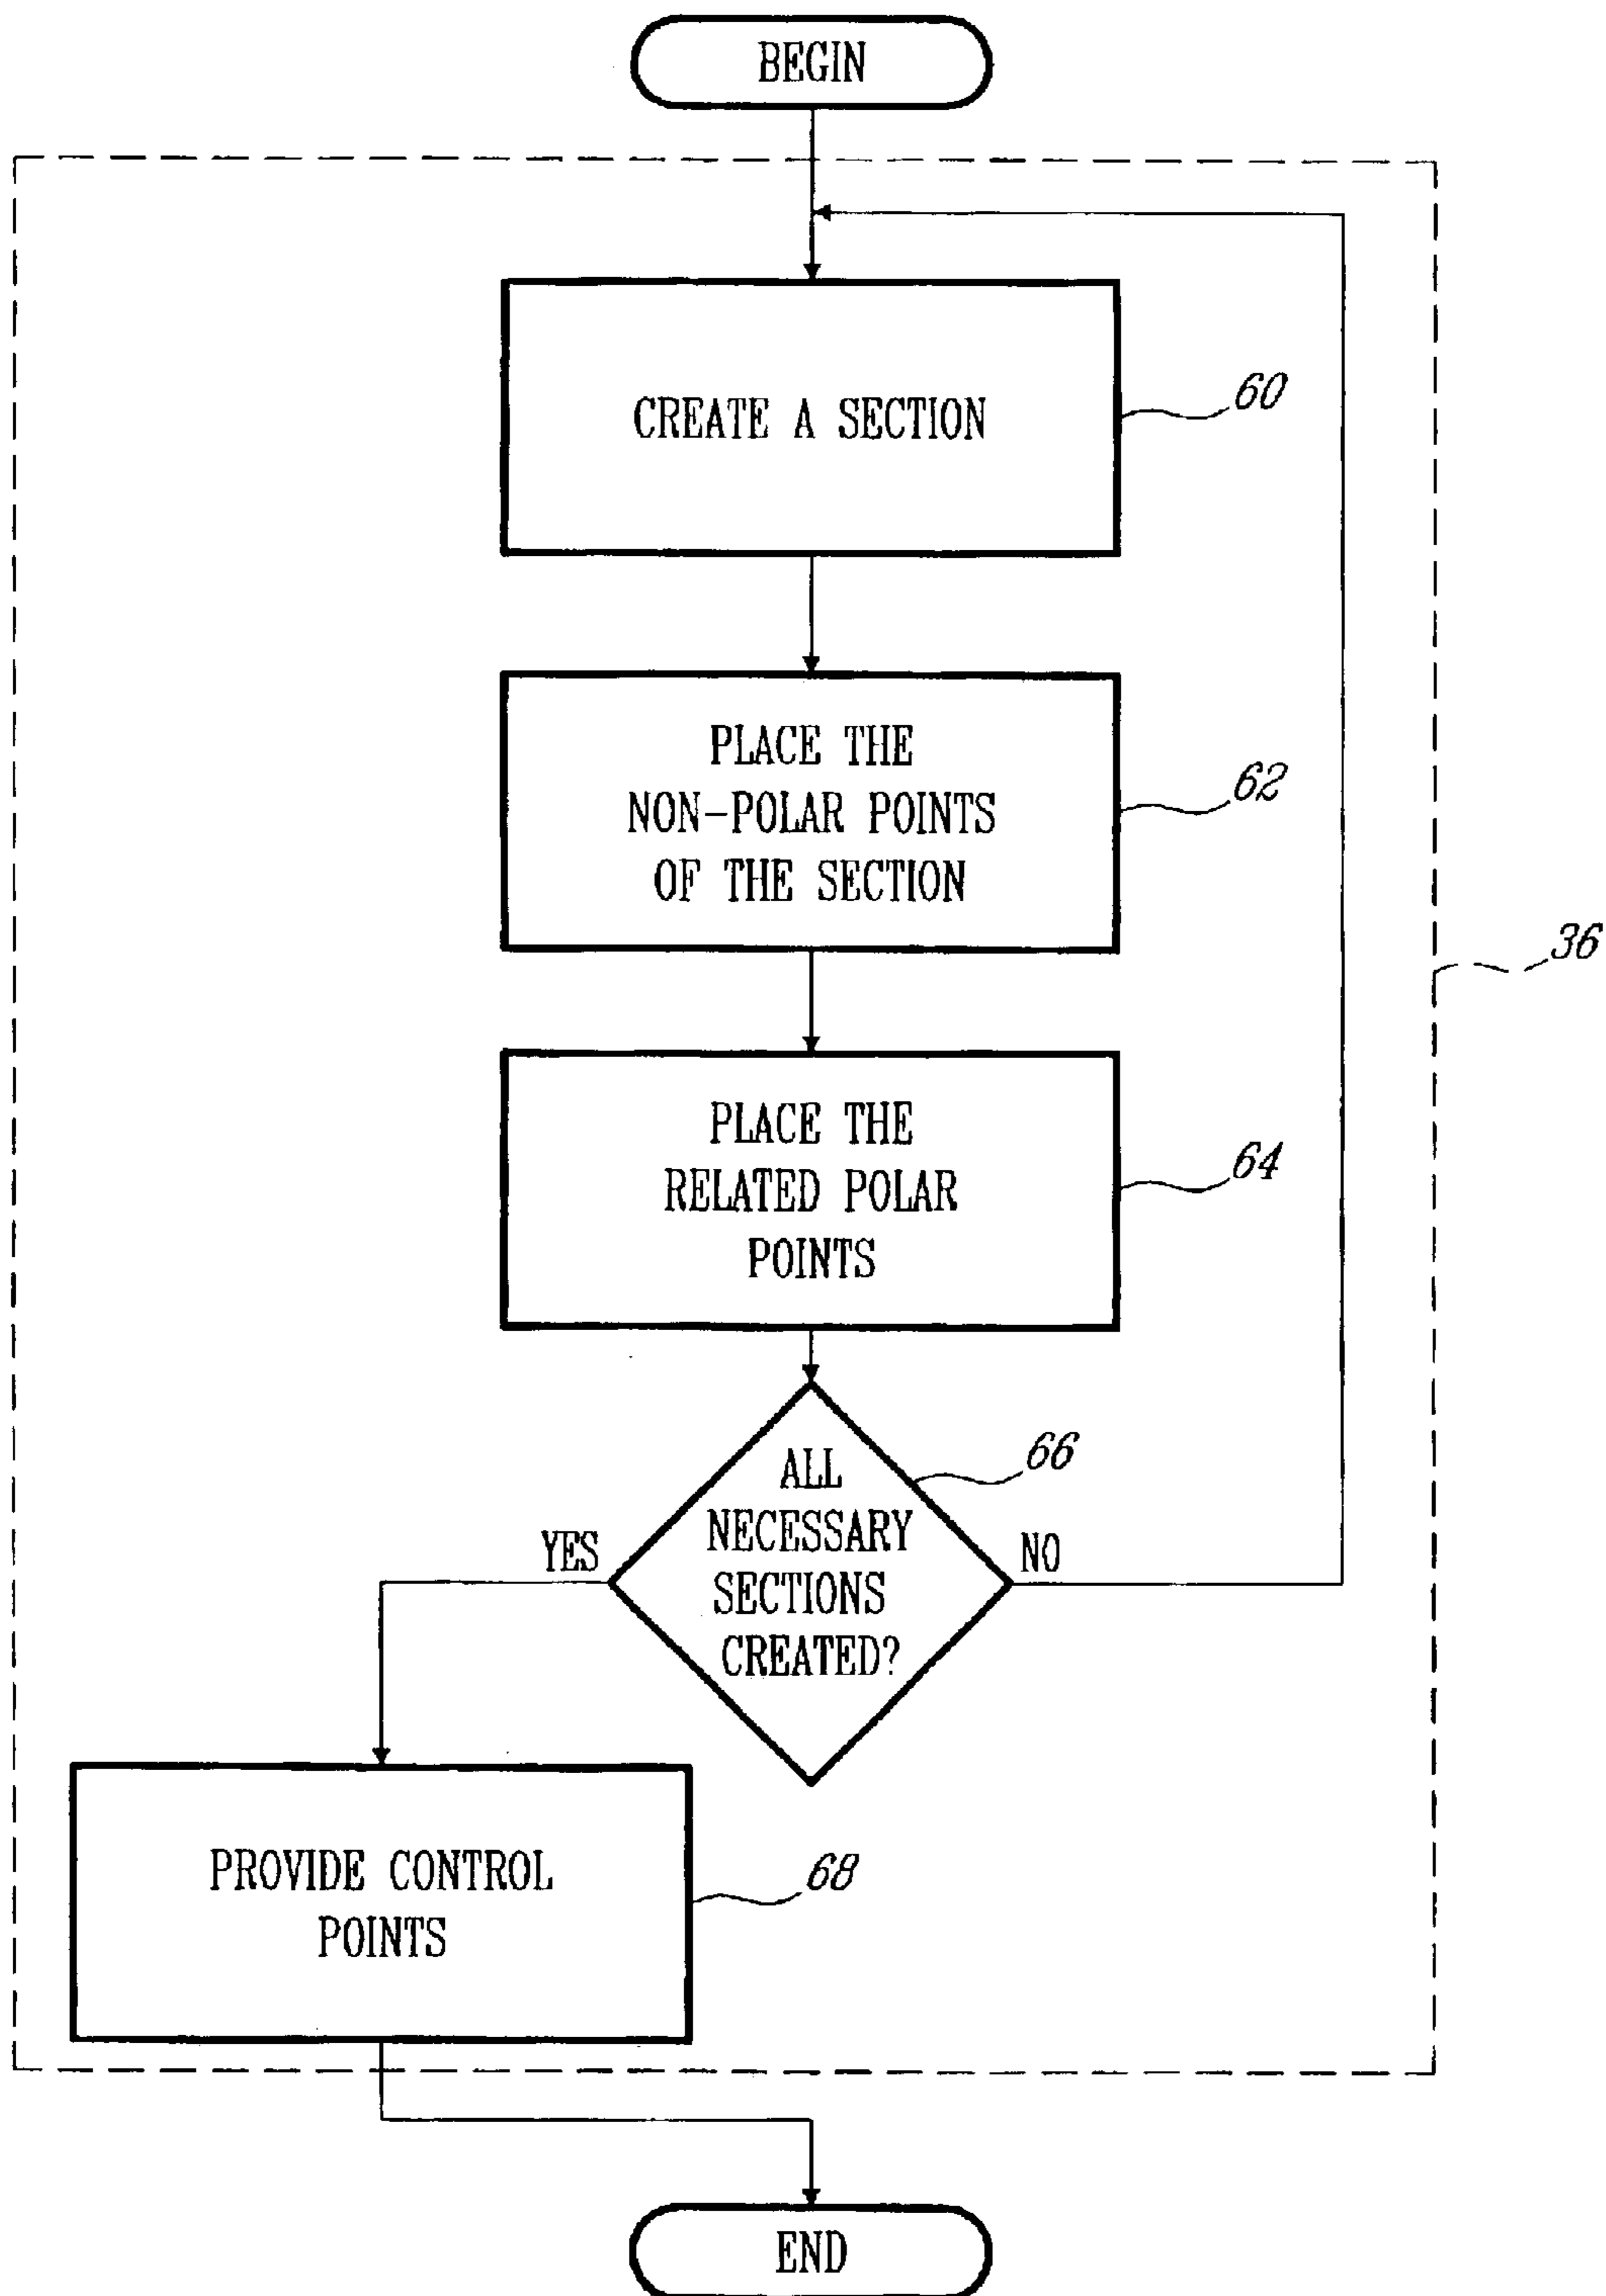 BEGIN
CREATE A SECTION
60
PLACE THE
NON-POLAR POINTS
OF THE SECTION
62
36
PLACE THE
RELATED POLAR
POINTS
64
ALL
NECESSARY
SECTIONS
CREATED?
66
YES
NO
PROVIDE CONTROL
POINTS
68
END